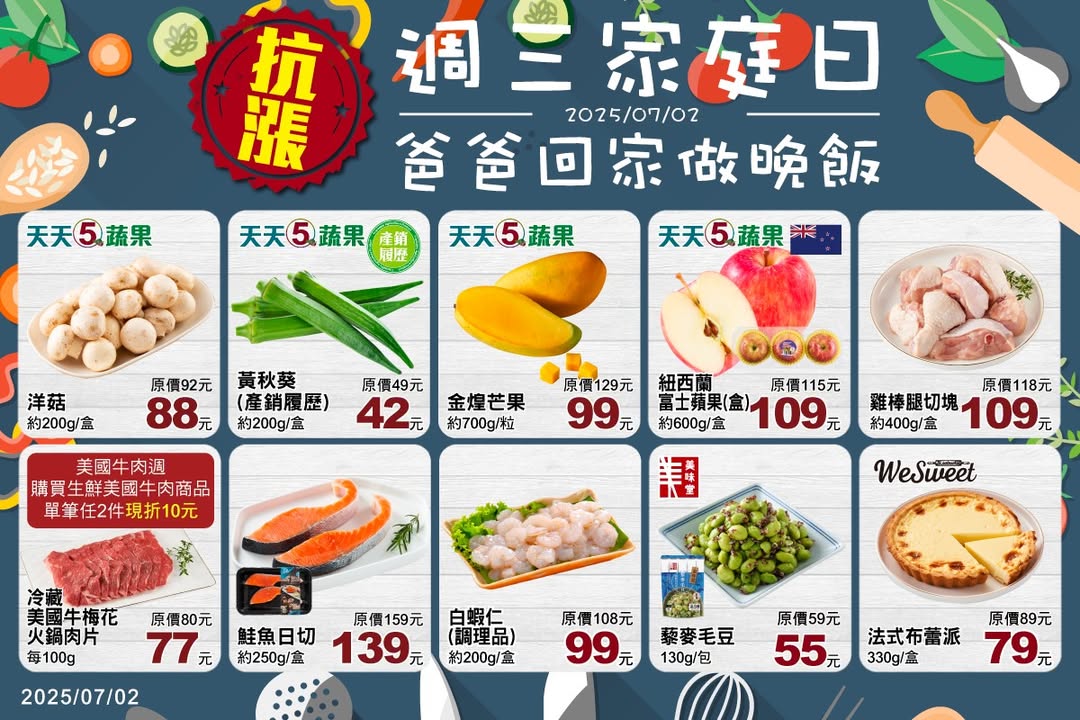 抗漲
週三家庭日
2025/07/02
爸爸回家做晚飯
天天5蔬果
洋菇
約200g/盒
原價92元
88元
天天5蔬果
產銷履歷
黃秋葵
(產銷履歷)
約200g/盒
原價49元
42元
天天5蔬果
金煌芒果
約700g/粒
原價129元
99元
天天5蔬果
紐西蘭
富士蘋果(盒)
約600g/盒
原價115元
109元
雞棒腿切塊
約400g/盒
原價118元
109元
美國牛肉週
購買生鮮美國牛肉商品
單筆任2件現折10元
冷藏
美國牛梅花
火鍋肉片
每100g
原價80元
77元
鮭魚日切
約250g/盒
原價159元
139元
白蝦仁
(調理品)
約200g/盒
原價108元
99元
美味堂
藜麥毛豆
130g/包
原價59元
55元
WeSweet
法式布蕾派
330g/盒
原價89元
79元
2025/07/02